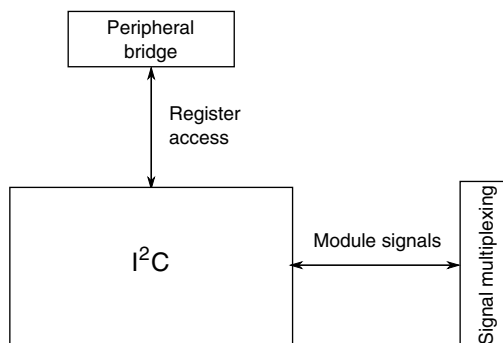 Peripheral
bridge
Register
access
I²C
Module signals
Signal multiplexing